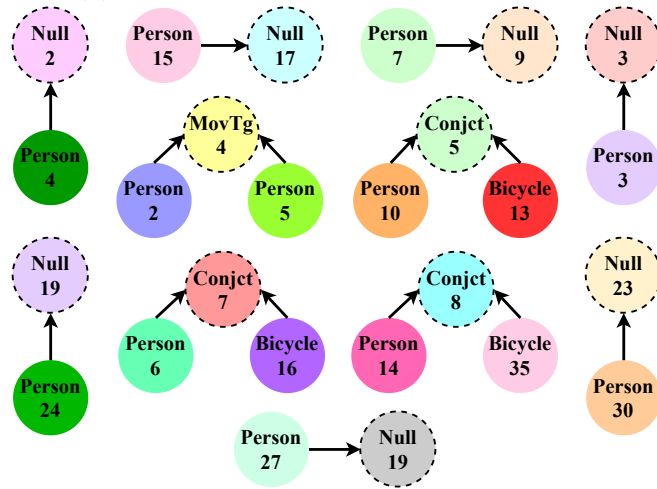 Null
2
Person
15
Null
17
Person
7
Null
9
Null
3
Person
4
MovTg
4
Person
2
Person
5
Conjct
5
Person
10
Bicycle
13
Person
3
Null
19
Person
24
Conjct
7
Person
6
Bicycle
16
Conjct
8
Person
14
Bicycle
35
Null
23
Person
30
Person
27
Null
19